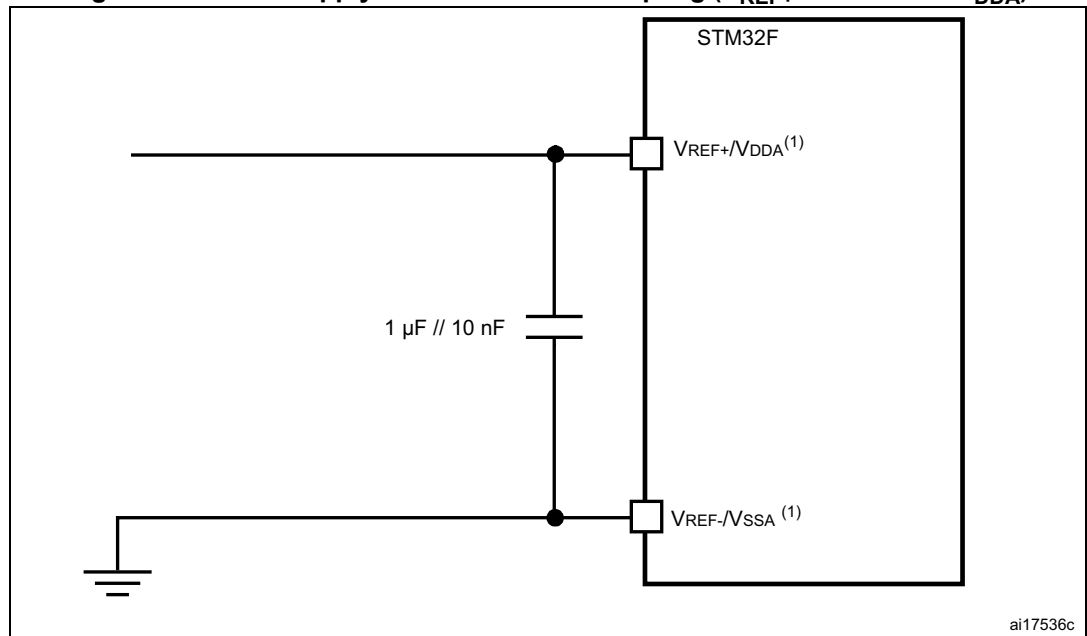 STM32F
VREF+/VDDA(1)
1 µF // 10 nF
VREF-/VSSA (1)
ai17536c